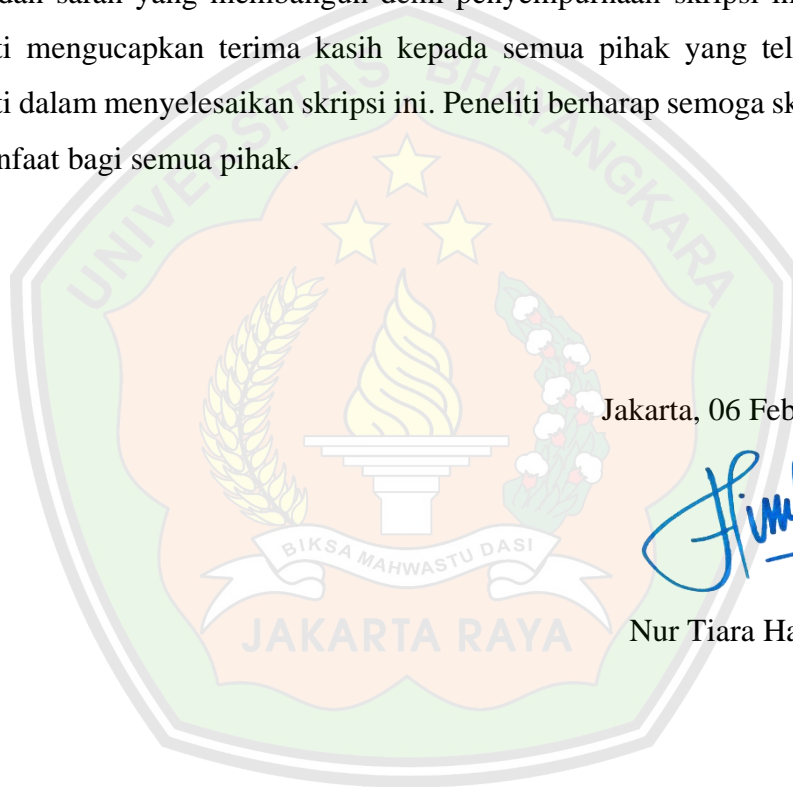 dan saran yang membangun demi penyempurnaan skripsi in
ti mengucapkan terima kasih kepada semua pihak yang tel
ti dalam menyelesaikan skripsi ini. Peneliti berharap semoga sk
nfaat bagi semua pihak.
UNIVERSITAS BHAYANGKARA
Jakarta, 06 Feb
BIKSA MAHWASTU DASI
JAKARTA RAYA
Nur Tiara Ha